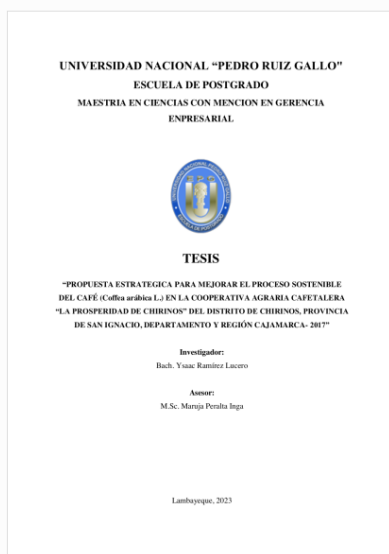 UNIVERSIDAD NACIONAL “PEDRO RUIZ GALLO”
ESCUELA DE POSTGRADO
MAESTRIA EN CIENCIAS CON MENCION EN GERENCIA
ENPRESARIAL
TESIS
“PROPUESTA ESTRATEGICA PARA MEJORAR EL PROCESO SOSTENIBLE
DEL CAFÉ (Coffea arábica L.) EN LA COOPERATIVA AGRARIA CAFETALERA
“LA PROSPERIDAD DE CHIRINOS” DEL DISTRITO DE CHIRINOS, PROVINCIA
DE SAN IGNACIO, DEPARTAMENTO Y REGIÓN CAJAMARCA- 2017”
Investigador:
Bach. Ysaac Ramírez Lucero
Asesor:
M.Sc. Maruja Peralta Inga
Lambayeque, 2023